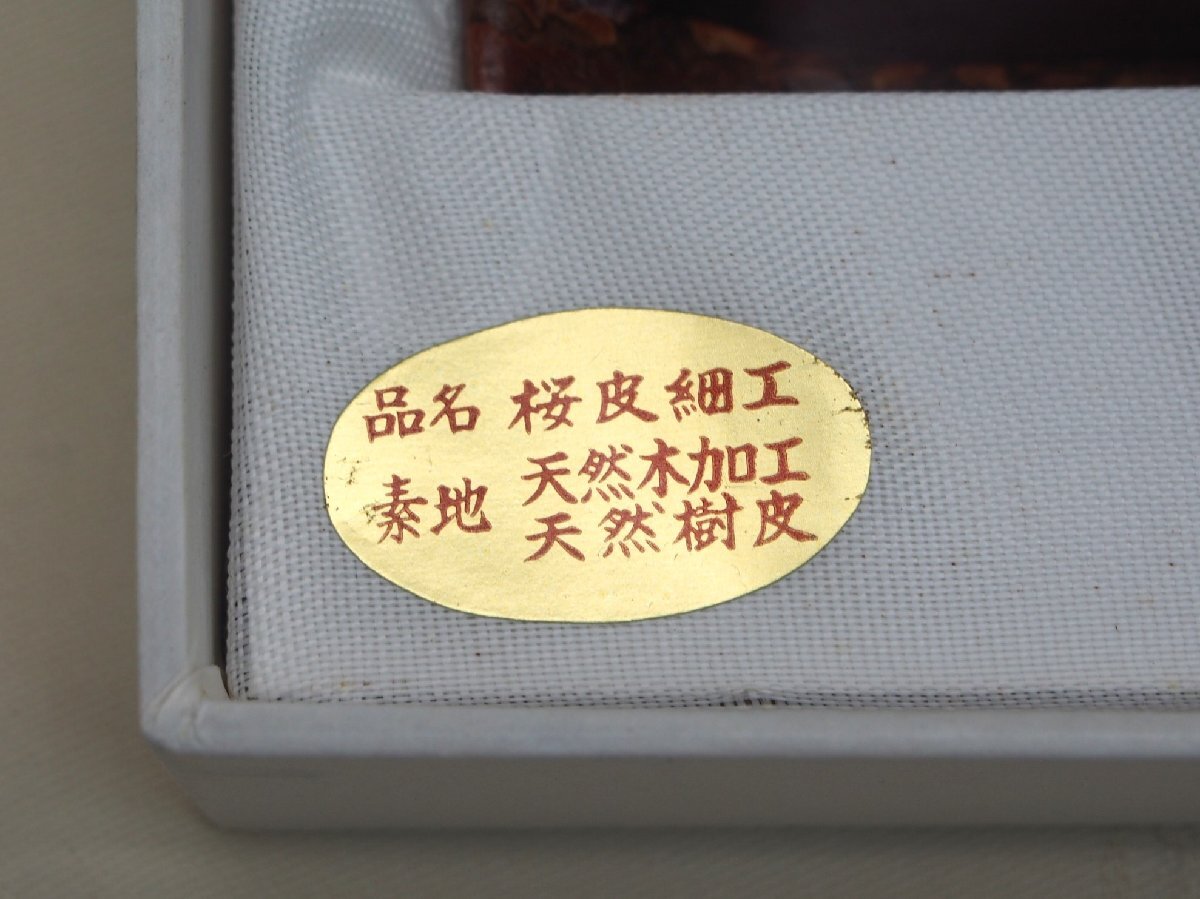 品名 桜皮細工
素地 天然木加工
天然樹皮